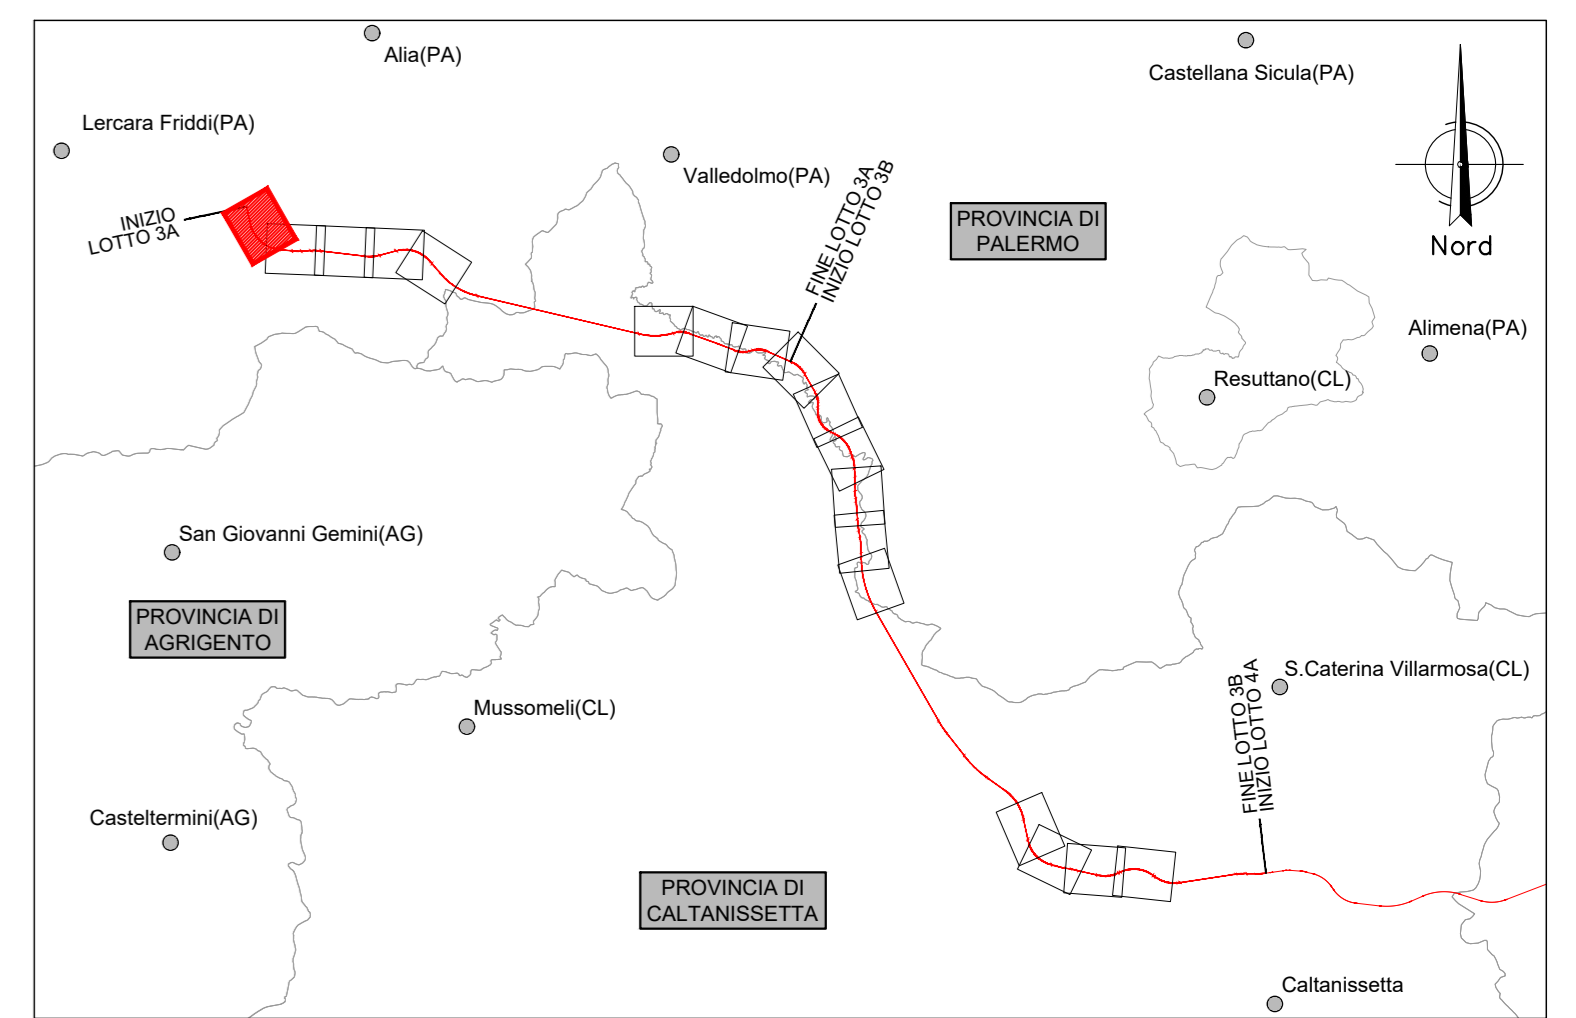 Alia(PA)
Castellana Sicula(PA)
Lercara Friddi(PA)
Valledolmo(PA)
INIZIO
LOTTO 3A
FINE LOTTO 3A
INIZIO LOTTO 3B
PROVINCIA DI
PALERMO
Nord
Alimena(PA)
Resuttano(CL)
San Giovanni Gemini(AG)
PROVINCIA DI
AGRIGENTO
S.Caterina Villarmosa(CL)
Mussomeli(CL)
FINE LOTTO 3B
INIZIO LOTTO 4A
Casteltermini(AG)
PROVINCIA DI
CALTANISSETTA
Caltanissetta